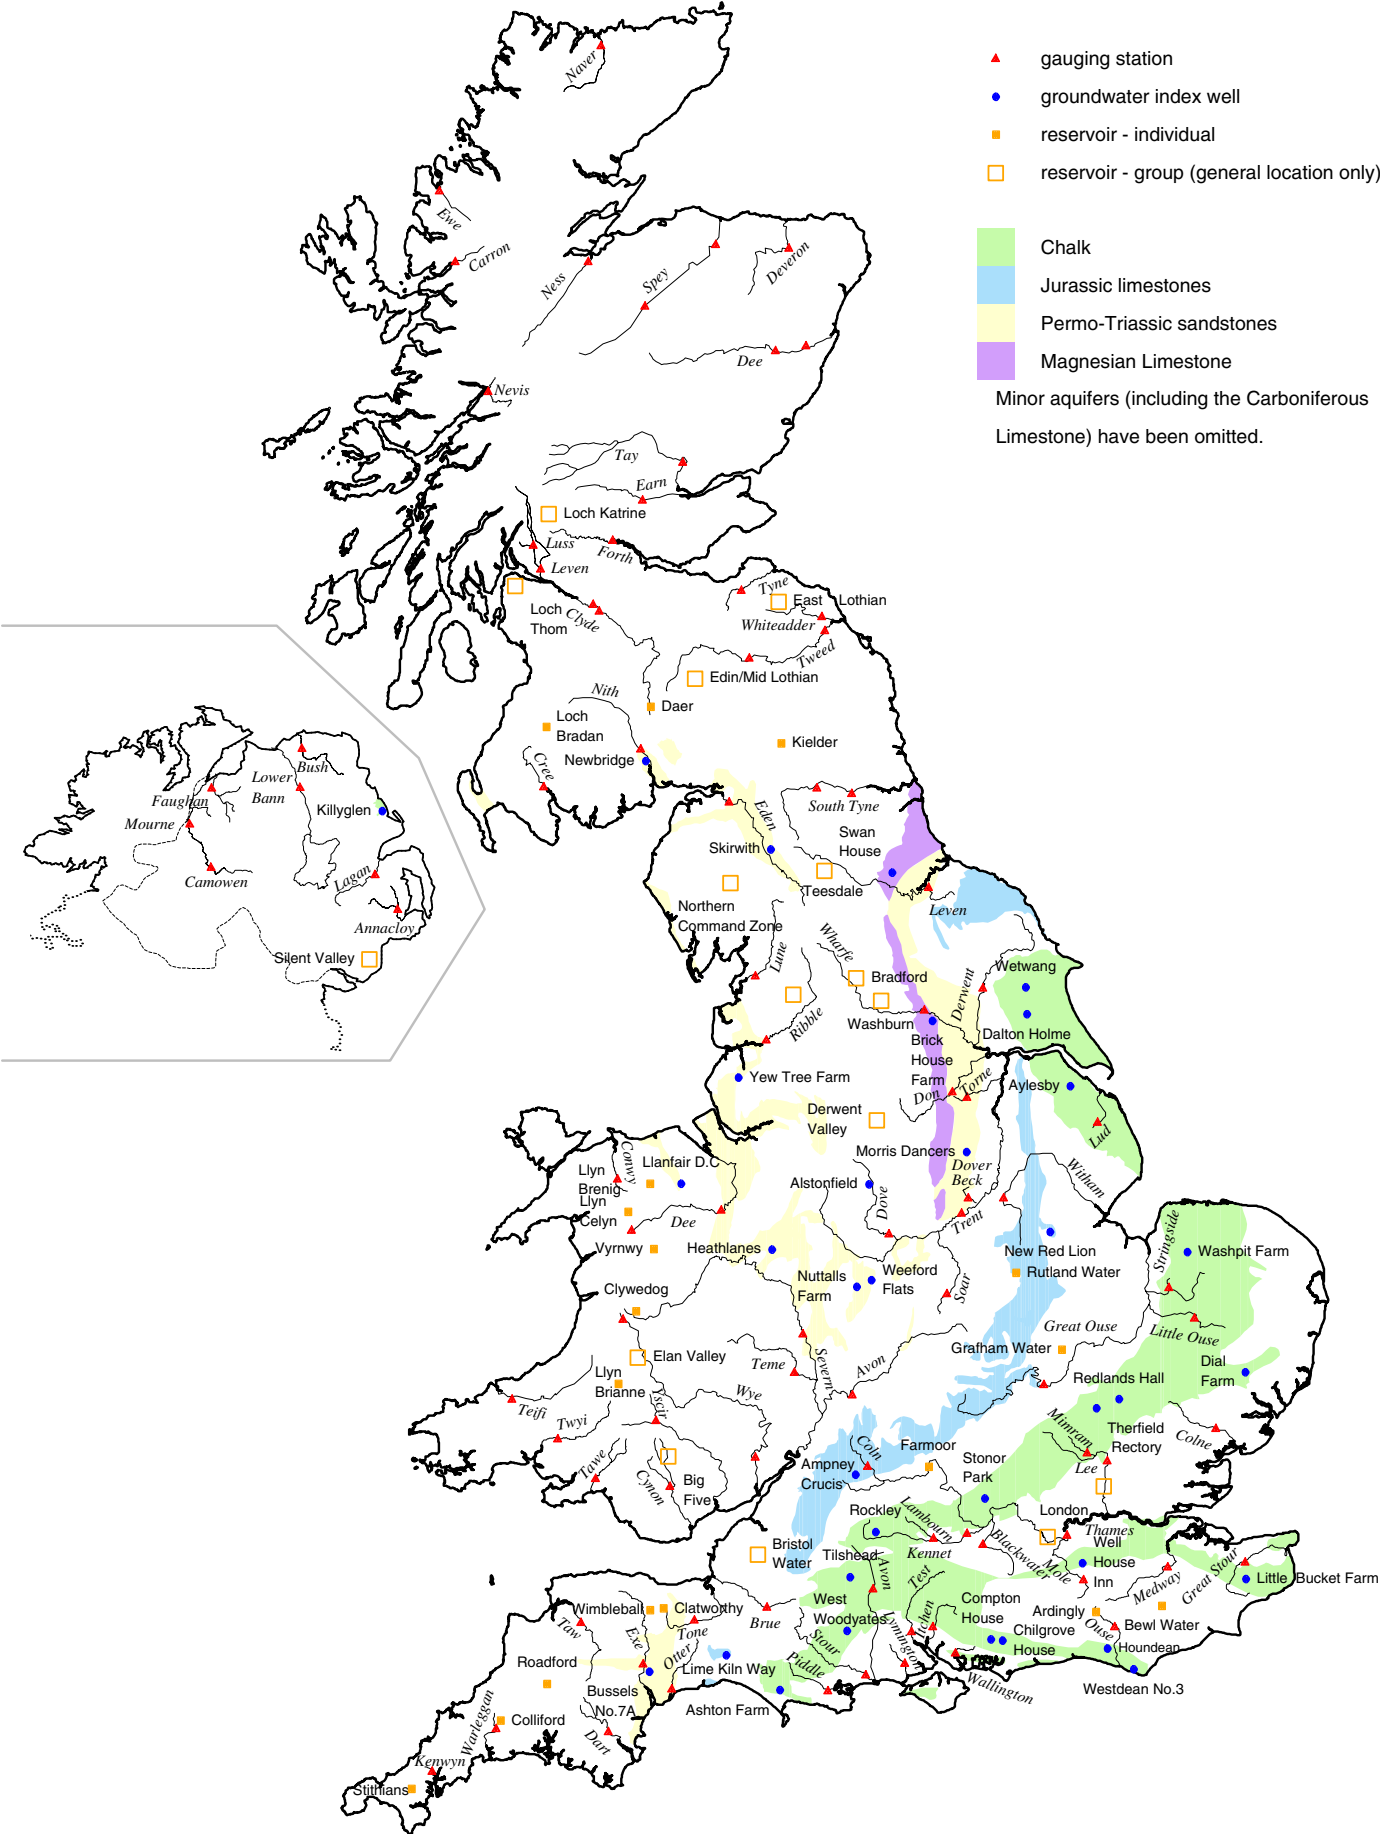 gauging station
groundwater index well
reservoir - individual
reservoir - group (general location only)
Chalk
Jurassic limestones
Permo-Triassic sandstones
Magnesian Limestone
Minor aquifers (including the Carboniferous
Limestone) have been omitted.
Naver
Ewe
Carron
Ness
Spey
Deveron
Dee
Nevis
Tay
Earn
Loch Katrine
Luss
Forth
Leven
Loch
Thom
Clyde
Tyne
East Lothian
Whiteadder
Tweed
Edin/Mid Lothian
Nith
Daer
Loch
Bradan
Kielder
Newbridge
Cree
Bush
Lower
Bann
Faughan
Killyglen
Mourne
Camowen
Lagan
Annacloy
Silent Valley
South Tyne
Eden
Swan
House
Skirwith
Teesdale
Leven
Northern
Command Zone
Lune
Wharfe
Bradford
Wetwang
Derwent
Washburn
Ribble
Dalton Holme
Brick
House
Farm
Yew Tree Farm
Don
Torne
Aylesby
Derwent
Valley
Lud
Morris Dancers
Dover
Beck
Conwy
Llanfair D.C
Llyn
Brenig
Alstonfield
Witham
Llyn
Celyn
Dee
Dove
Trent
Stringside
Vyrnwy
Heathlanes
New Red Lion
Washpit Farm
Nuttalls
Farm
Weeford
Flats
Rutland Water
Soar
Clywedog
Great Ouse
Little Ouse
Grafham Water
Elan Valley
Teme
Severn
Avon
Dial
Farm
Llyn
Brianne
Redlands Hall
Yscir
Wye
Teifi
Twyi
Mimram
Therfield
Rectory
Colne
Coln
Farmoor
Stonor
Park
Lee
Tawe
Cynon
Big
Five
Ampney
Crucis
London
Rockley
Lambourn
Thames
Bristol
Water
Tilshead
Kennet
Blackwater
Well
House
Inn
Mole
Avon
Test
Medway
Great Stour
Little Bucket Farm
West
Woodyates
Compton
House
Wimbleball
Clatworthy
Brue
Itchen
Ardingly
Bewl Water
Taw
Exe
Tone
Stour
Lymington
Chilgrove
House
Ouse
Houndean
Otter
Lime Kiln Way
Piddle
Roadford
Wallington
Westdean No.3
Bussels
No.7A
Ashton Farm
Warleggan
Colliford
Dart
Kenwyn
Stithians